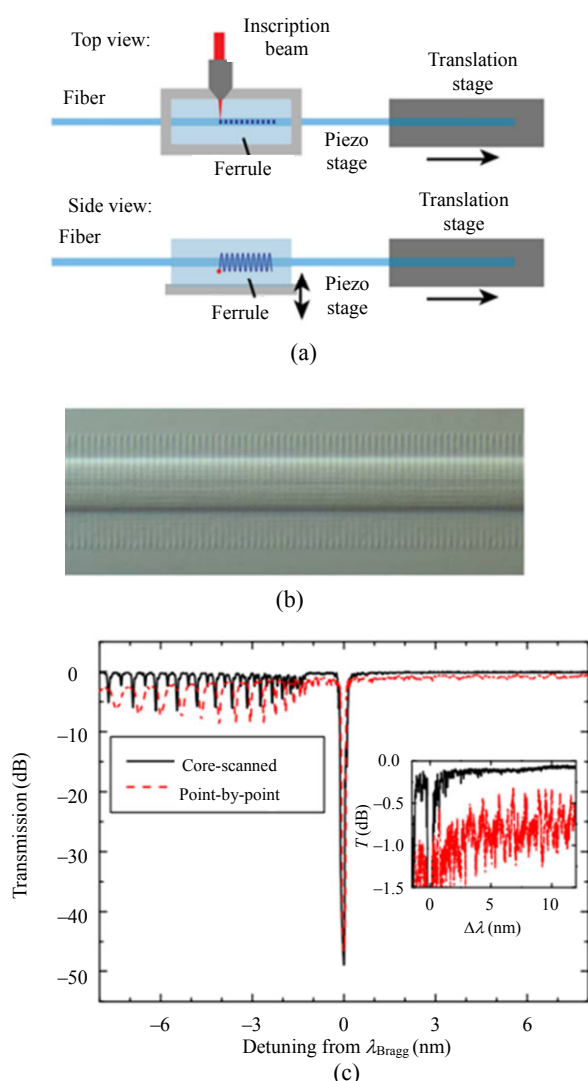 Top view:
Inscription
beam
Translation
stage
Fiber
Piezo
stage
Ferrule
Side view:
Translation
stage
Fiber
Piezo
stage
Ferrule
(a)
(b)
0
−10
−20
−30
−40
−50
Transmission (dB)
Core-scanned
Point-by-point
0.0
−0.5
−1.0
−1.5
T (dB)
0 5 10
Δλ (nm)
−6 −3 0 3 6
Detuning from λBragg (nm)
(c)